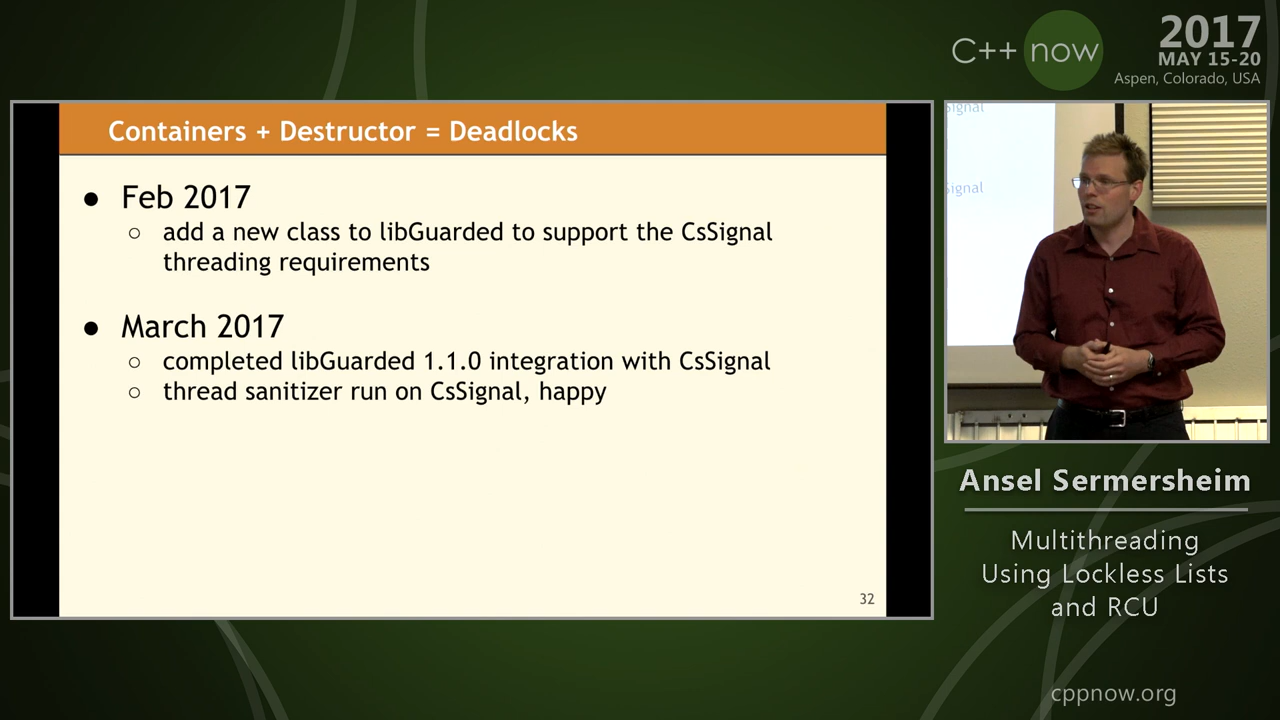 C++ now
2017
MAY 15-20
Aspen, Colorado, USA
Containers + Destructor = Deadlocks
● Feb 2017
○ add a new class to libGuarded to support the CsSignal
threading requirements
● March 2017
○ completed libGuarded 1.1.0 integration with CsSignal
○ thread sanitizer run on CsSignal, happy
32
Signal
Signal
Ansel Sermersheim
Multithreading
Using Lockless Lists
and RCU
cppnow.org